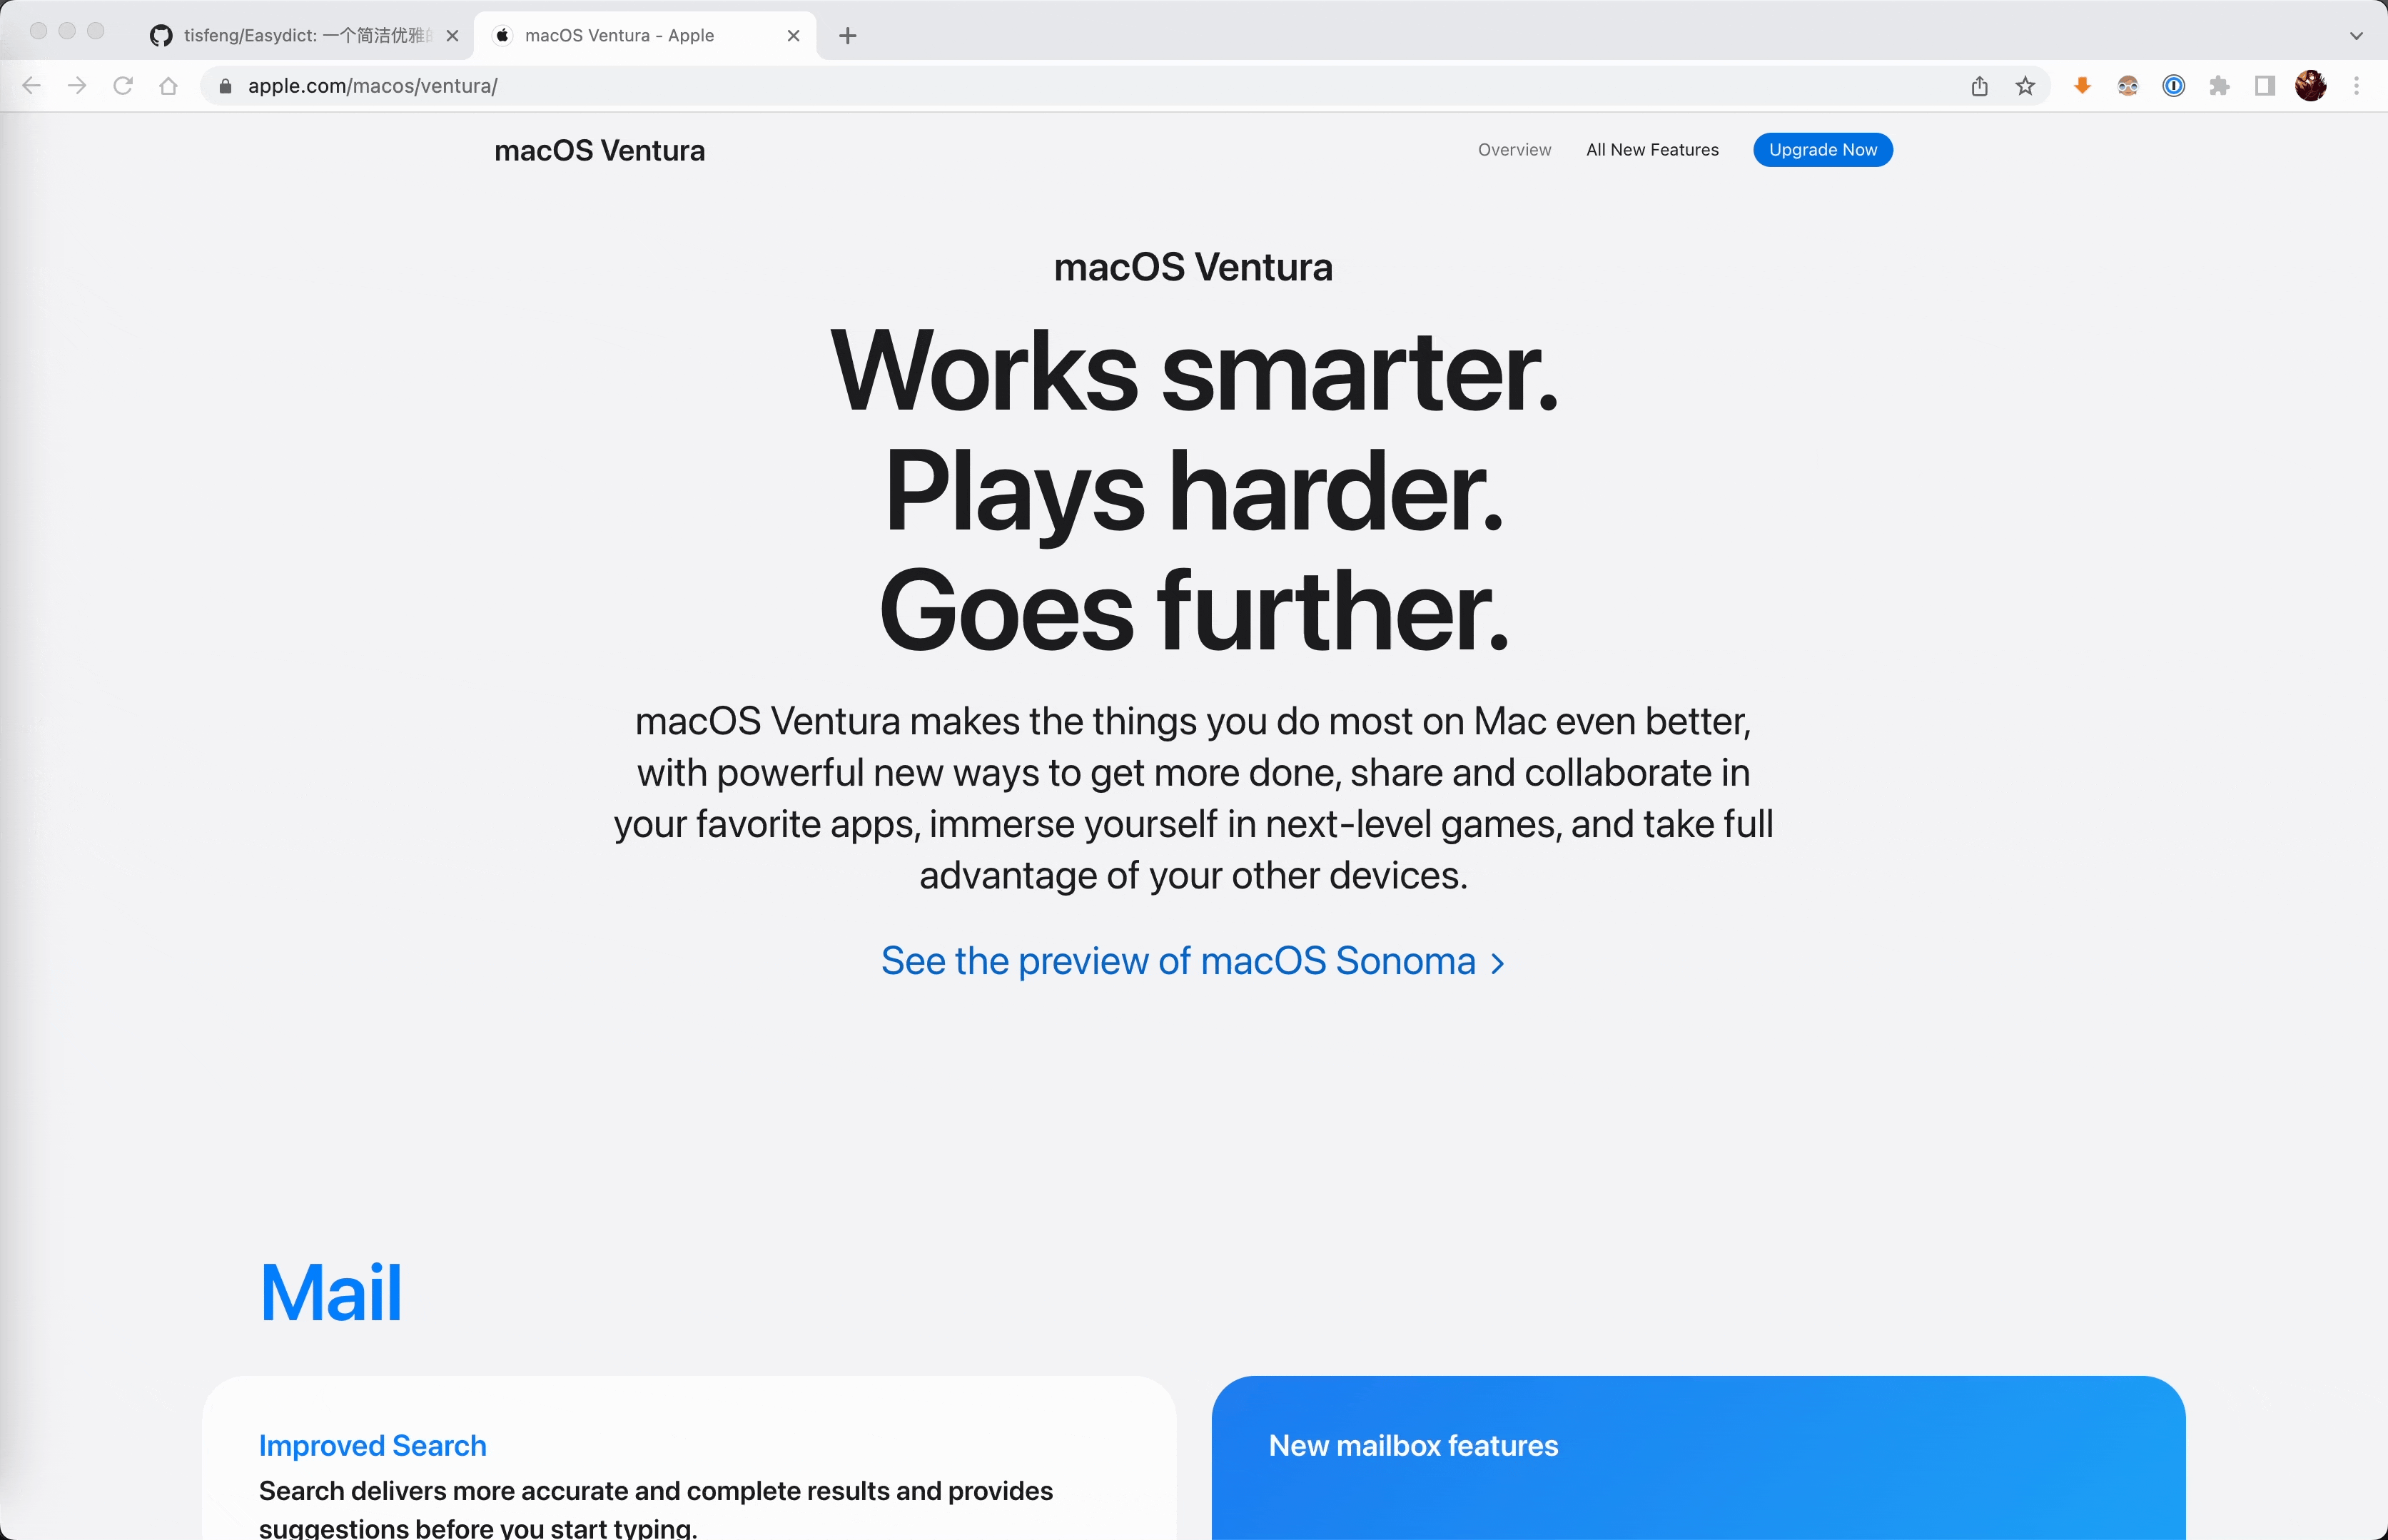 tisfeng/Easydict: 一个简洁优雅
macOS Ventura - Apple
apple.com/macos/ventura/
macOS Ventura
Overview
All New Features
Upgrade Now
macOS Ventura
Works smarter.
Plays harder.
Goes further.
macOS Ventura makes the things you do most on Mac even better,
with powerful new ways to get more done, share and collaborate in
your favorite apps, immerse yourself in next-level games, and take full
advantage of your other devices.
See the preview of macOS Sonoma >
Mail
Improved Search
Search delivers more accurate and complete results and provides
suggestions before you start typing.
New mailbox features